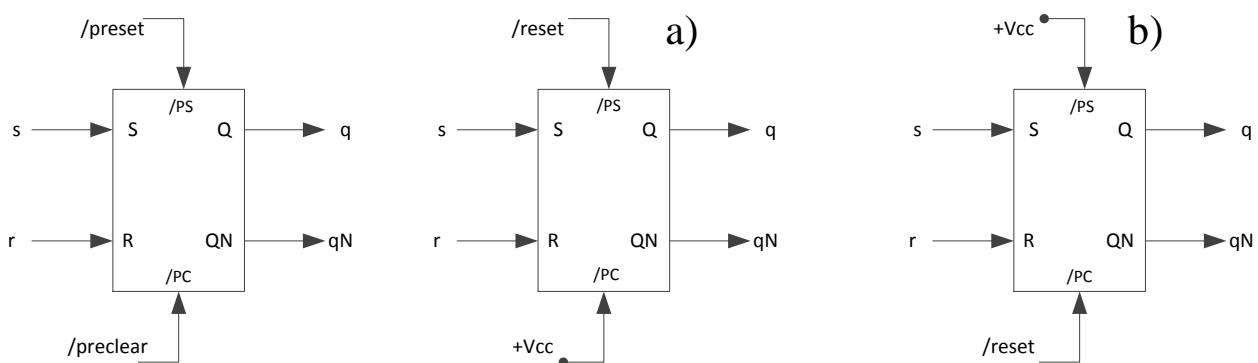 /preset
/PS
s
S
Q
q
r
R
QN
qN
/PC
/preclear
/reset
a)
/PS
s
S
Q
q
r
R
QN
qN
/PC
+Vcc
+Vcc
b)
/PS
s
S
Q
q
r
R
QN
qN
/PC
/reset